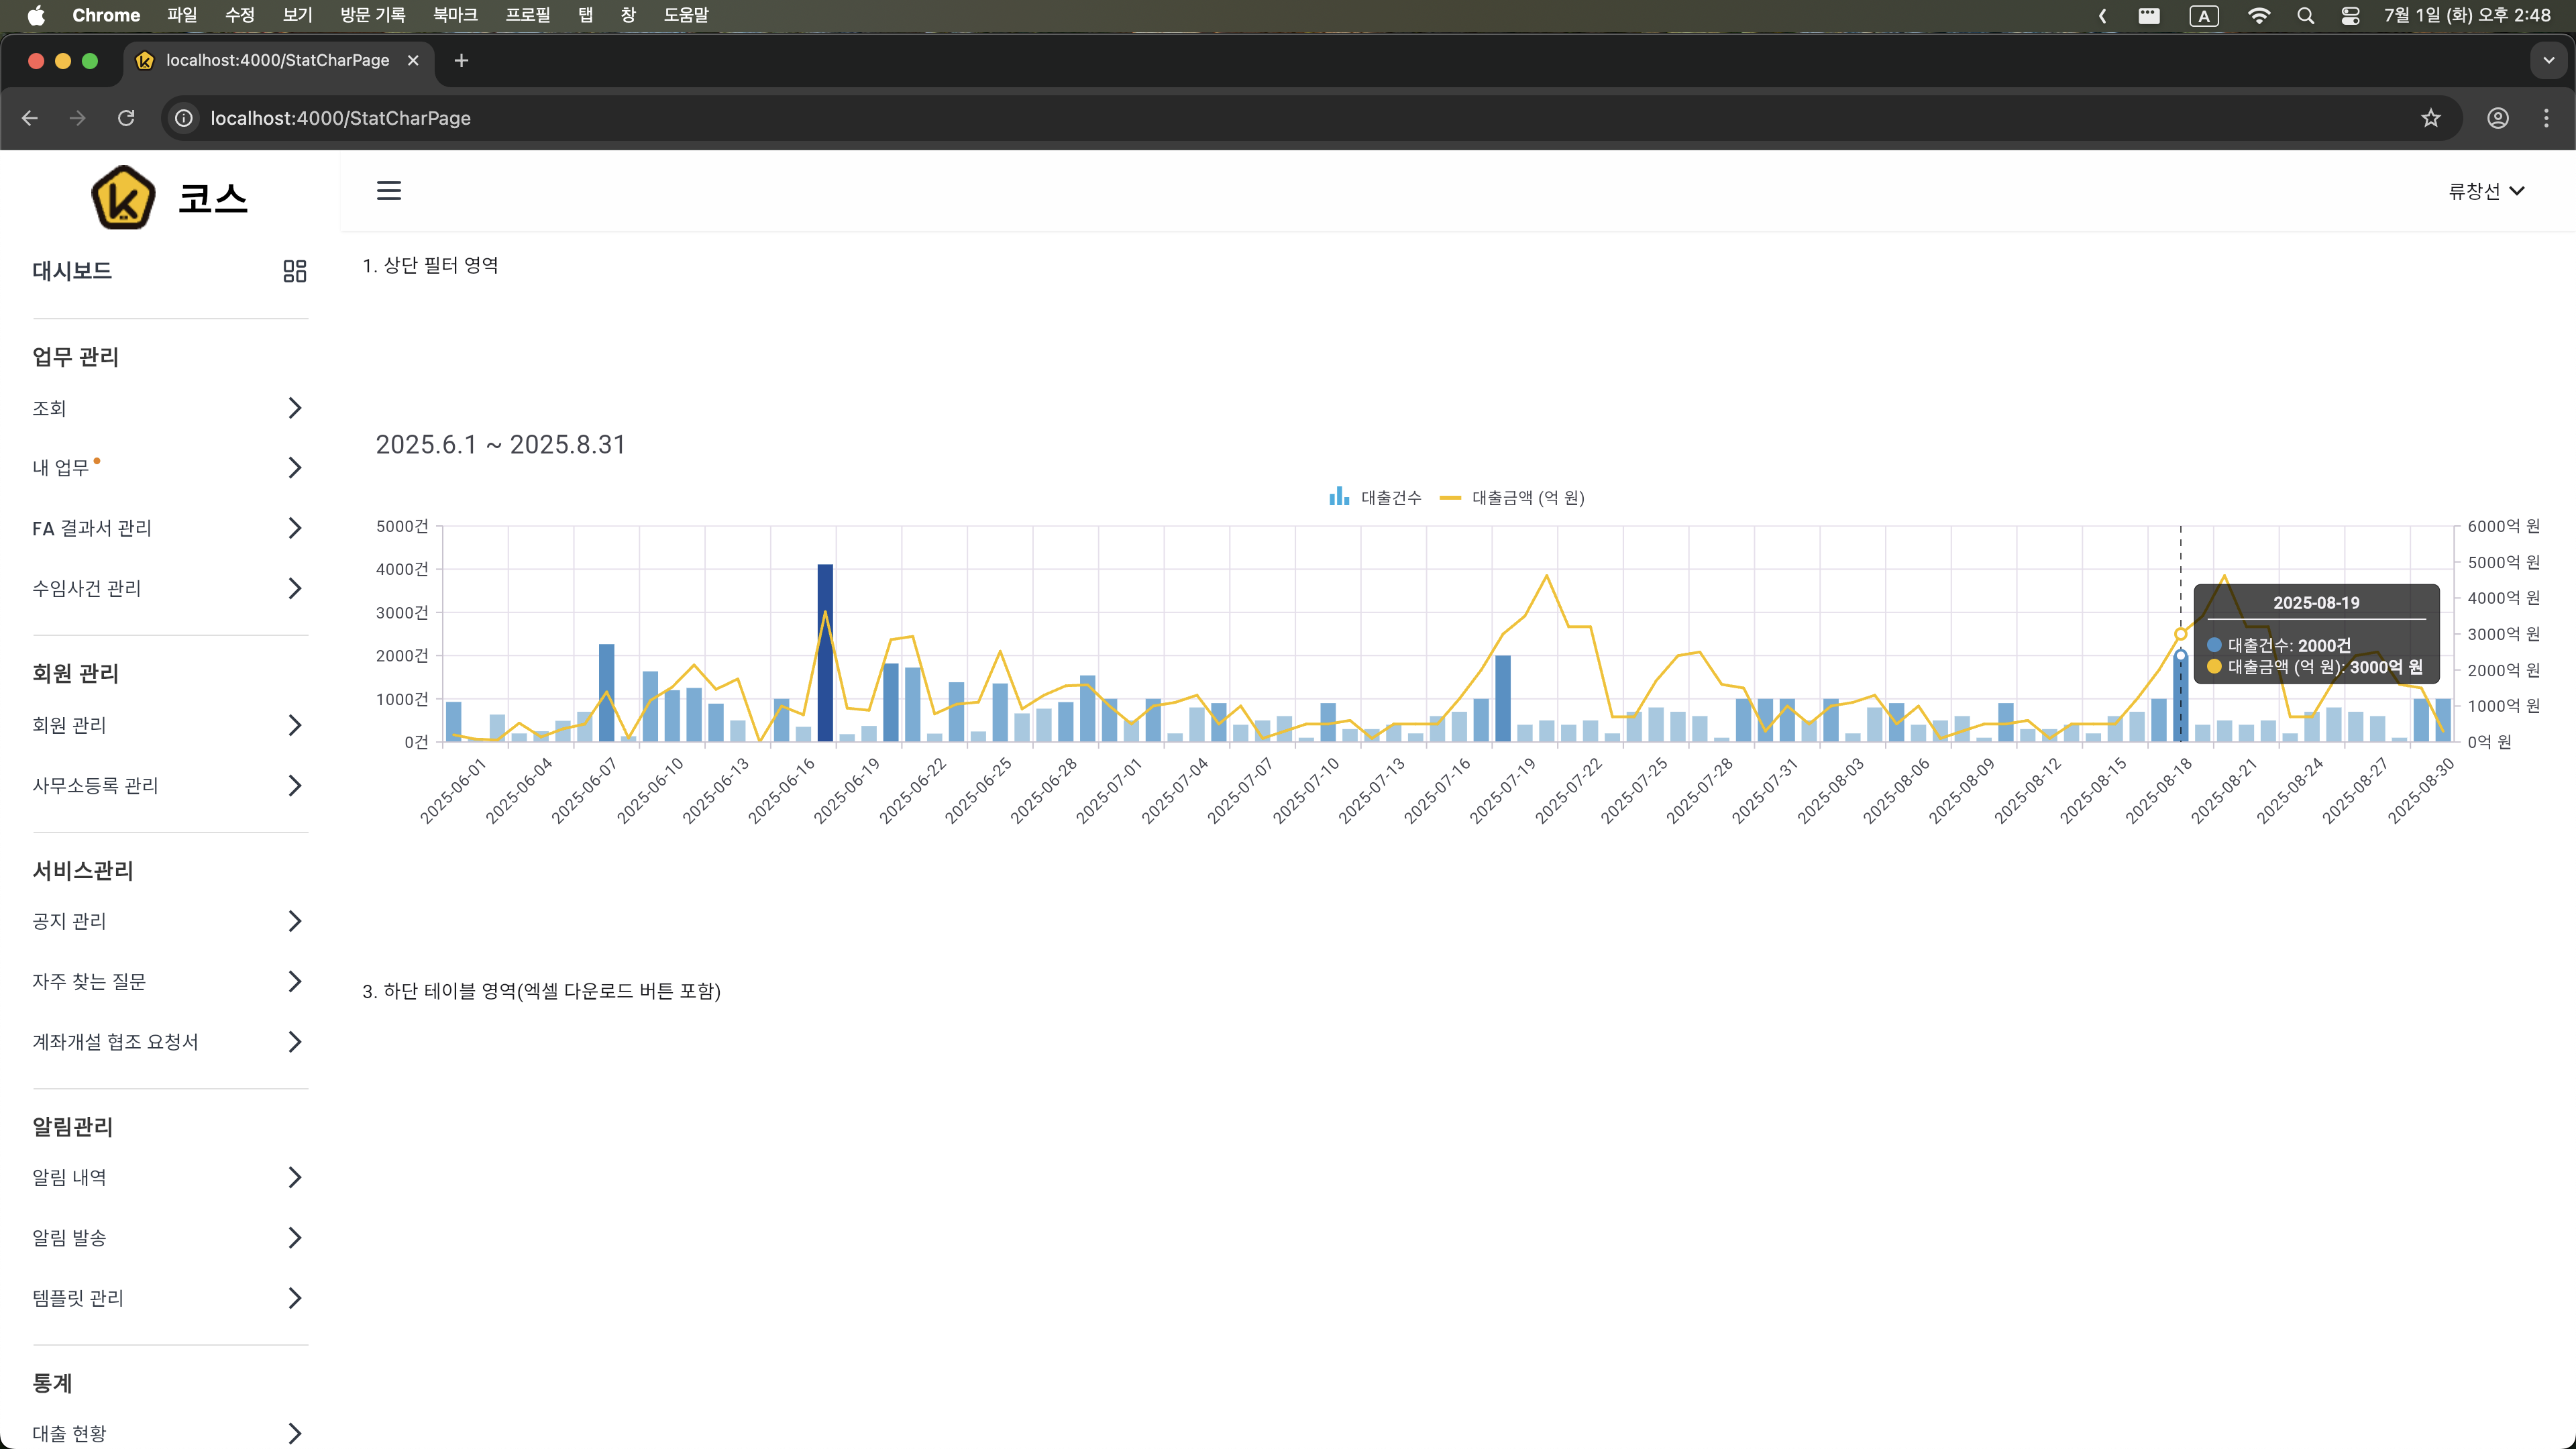 Chrome 파일 수정 보기 방문 기록 북마크 프로필 탭 창 도움말 A 7월 1일 (화) 오후 2:48
localhost:4000/StatCharPage
localhost:4000/StatCharPage
코스
류창선
대시보드
업무 관리
조회
내 업무
FA 결과서 관리
수임사건 관리
회원 관리
회원 관리
사무소등록 관리
서비스관리
공지 관리
자주 찾는 질문
계좌개설 협조 요청서
알림관리
알림 내역
알림 발송
템플릿 관리
통계
대출 현황
1. 상단 필터 영역
2025.6.1 ~ 2025.8.31
대출건수 대출금액 (억 원)
5000건
4000건
3000건
2000건
1000건
0건
6000억 원
5000억 원
4000억 원
3000억 원
2000억 원
1000억 원
0억 원
2025-08-19
대출건수: 2000건
대출금액 (억 원): 3000억 원
2025-06-01
2025-06-04
2025-06-07
2025-06-10
2025-06-13
2025-06-16
2025-06-19
2025-06-22
2025-06-25
2025-06-28
2025-07-01
2025-07-04
2025-07-07
2025-07-10
2025-07-13
2025-07-16
2025-07-19
2025-07-22
2025-07-25
2025-07-28
2025-07-31
2025-08-03
2025-08-06
2025-08-09
2025-08-12
2025-08-15
2025-08-18
2025-08-21
2025-08-24
2025-08-27
2025-08-30
3. 하단 테이블 영역(엑셀 다운로드 버튼 포함)